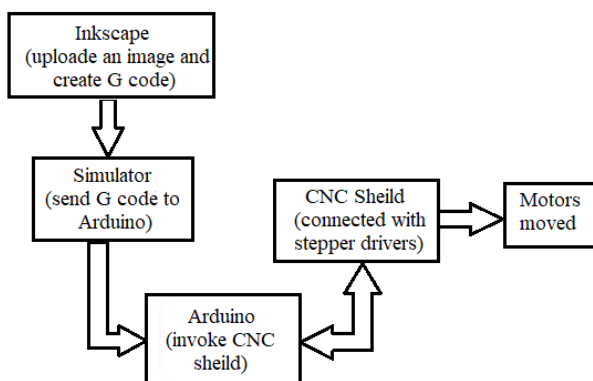 Inkscape
(uploade an image and
create G code)
Simulator
(send G code to
Arduino)
CNC Sheild
(connected with
stepper drivers)
Motors
moved
Arduino
(invoke CNC
sheild)